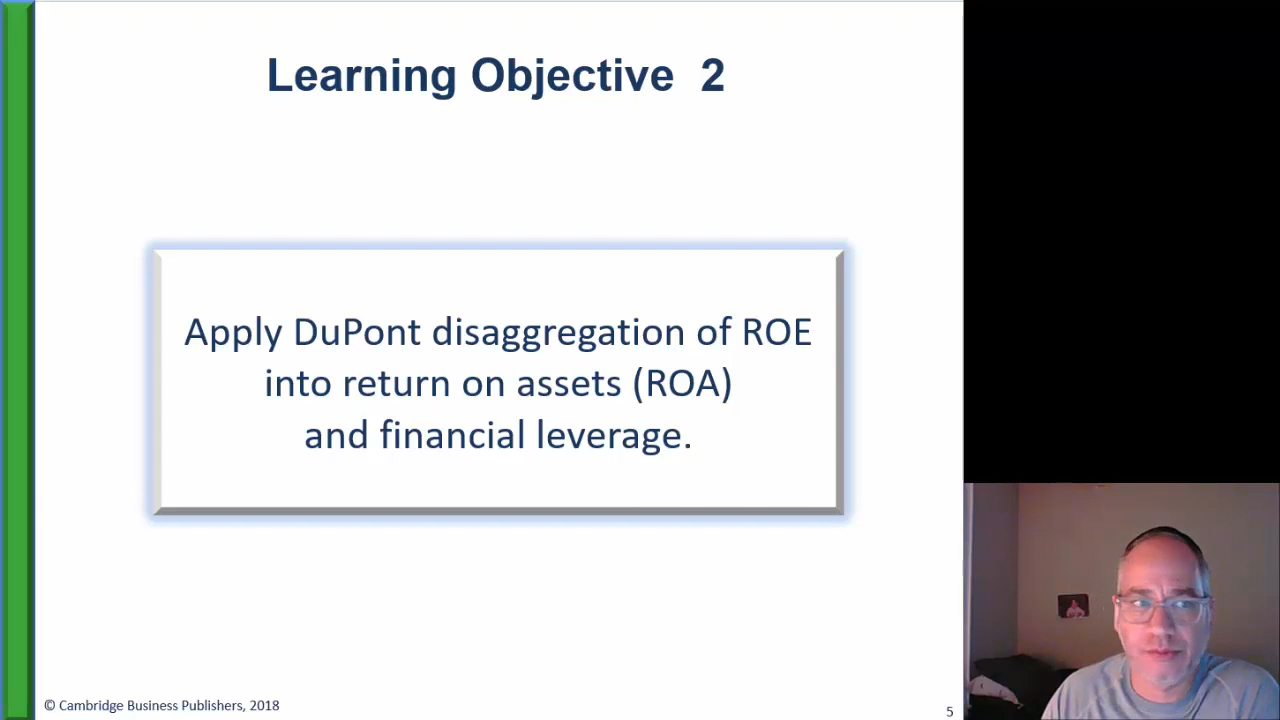 Learning Objective 2
Apply DuPont disaggregation of ROE
into return on assets (ROA)
and financial leverage.
© Cambridge Business Publishers, 2018
5